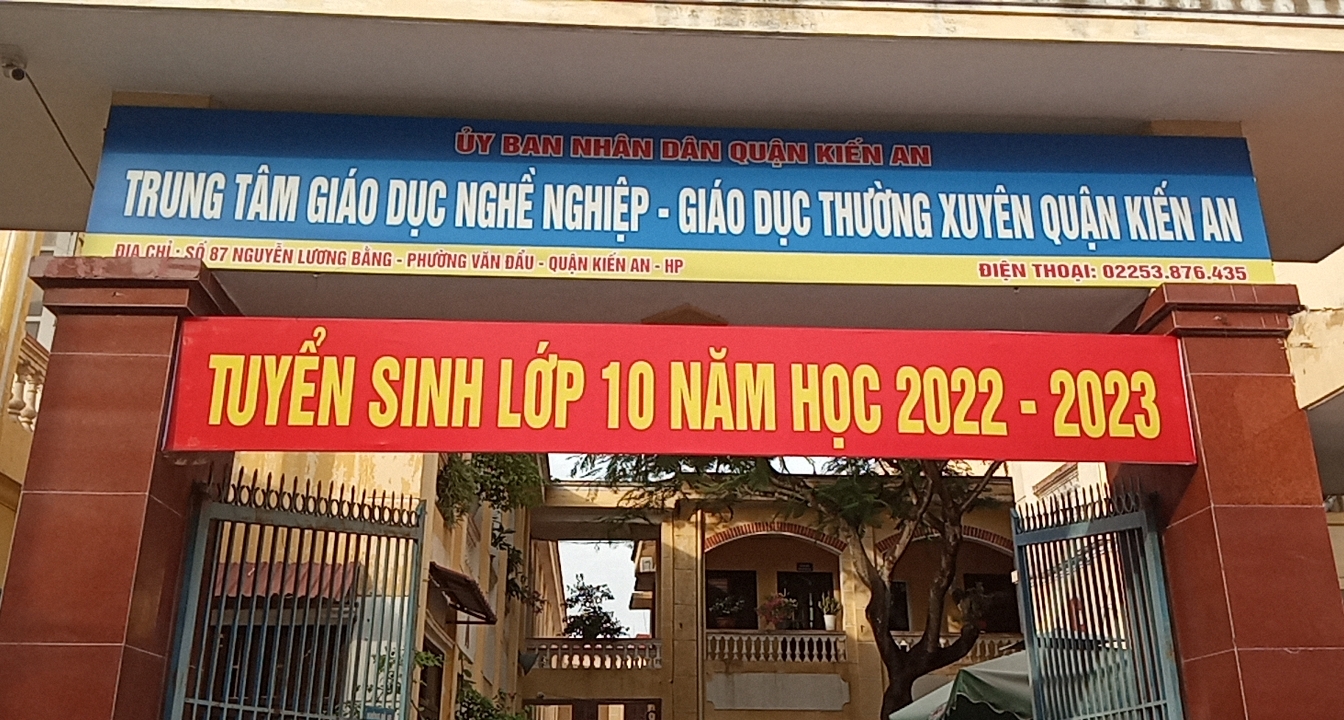 ỦY BAN NHÂN DÂN QUẬN KIẾN AN
TRUNG TÂM GIÁO DỤC NGHỀ NGHIỆP - GIÁO DỤC THƯỜNG XUYÊN QUẬN KIẾN AN
ĐỊA CHỈ : SỐ 87 NGUYỄN LƯƠNG BẰNG - PHƯỜNG VĂN ĐẨU - QUẬN KIẾN AN - HP
ĐIỆN THOẠI: 02253.876.435
TUYỂN SINH LỚP 10 NĂM HỌC 2022 - 2023